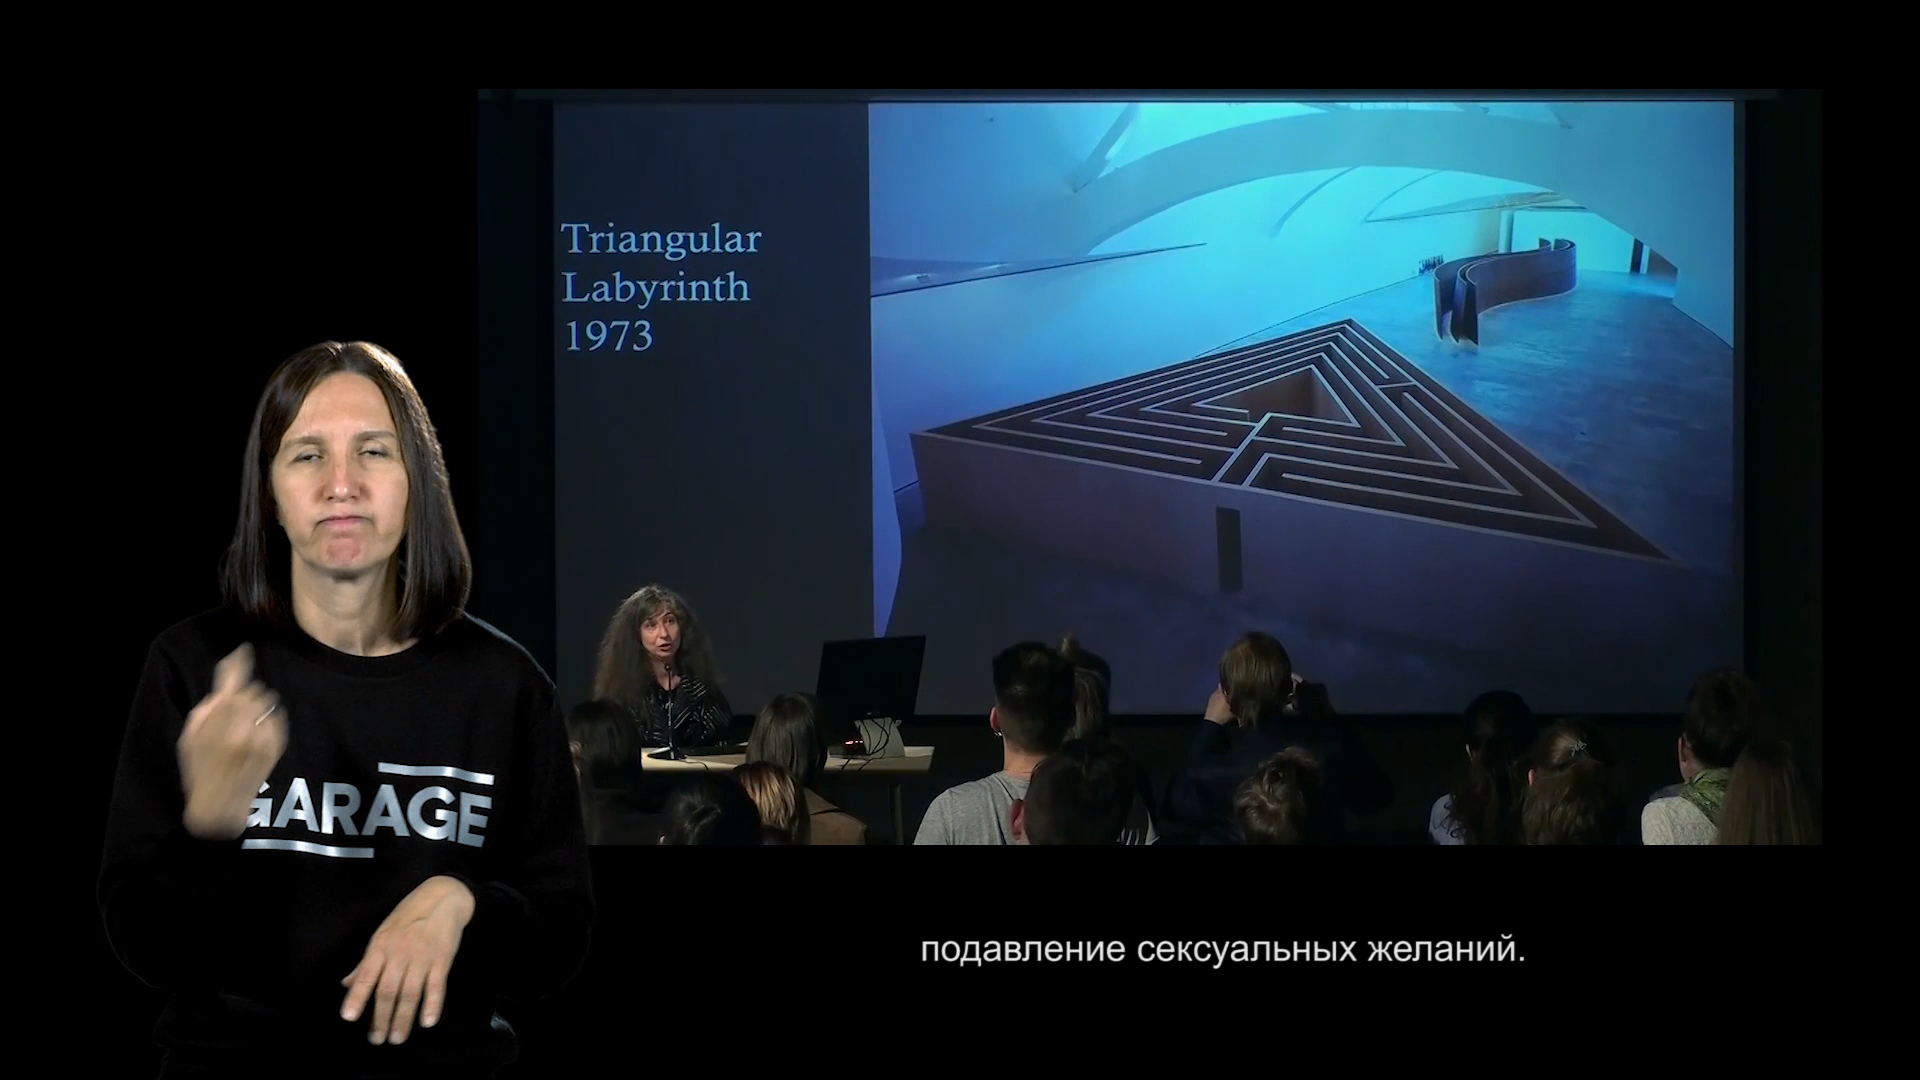 Triangular
Labyrinth
1973
GARAGE
подавление сексуальных желаний.